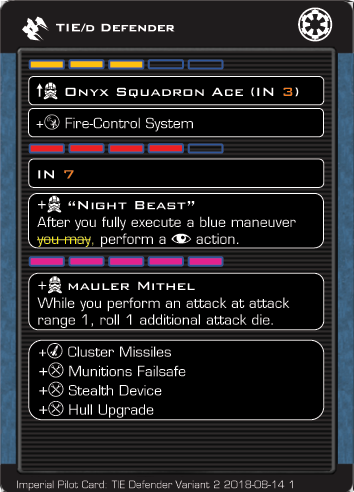 TIE/D DEFENDER
ONYX SQUADRON ACE (IN 3)
+ Fire-Control System
IN 7
+ "NIGHT BEAST"
After you fully execute a blue maneuver
you may, perform a action.
+ MAULER MITHEL
While you perform an attack at attack
range 1, roll 1 additional attack die.
+ Cluster Missiles
+ Munitions Failsafe
+ Stealth Device
+ Hull Upgrade
Imperial Pilot Card: TIE Defender Variant 2 2018-08-14 1